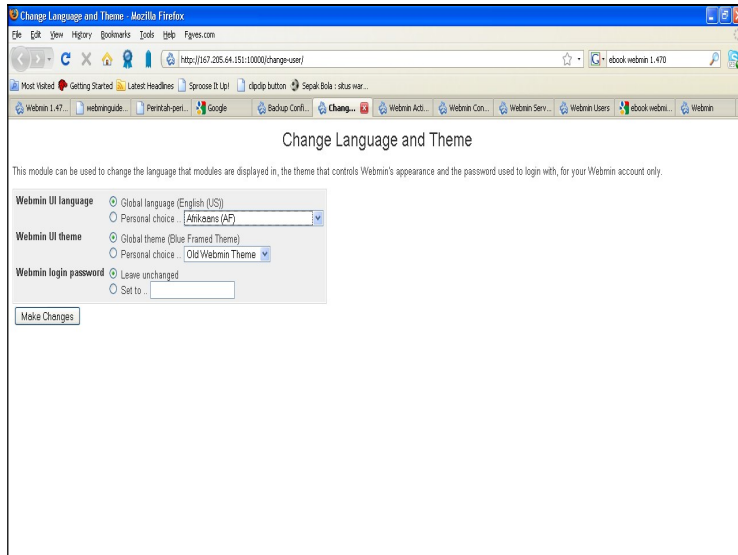 Change Language and Theme - Mozilla Firefox
File Edit View History Bookmarks Tools Help Fgves.com
http://167.205.64.151:10000/change-user/ ebook webmin 1.470
Most Visited Getting Started Latest Headlines Sproose It Up! clipclip button Sepak Bola : situs war...
Webmin 1.47... webminguide... Perintah-peri... Google Backup Confi... Chang... Webmin Acti... Webmin Con... Webmin Serv... Webmin Users ebook webmi... Webmin
Change Language and Theme
This module can be used to change the language that modules are displayed in, the theme that controls Webmin's appearance and the password used to login with, for your Webmin account only.
Webmin UI language Global language (English (US))
Personal choice .. Afrikaans (AF)
Webmin UI theme Global theme (Blue Framed Theme)
Personal choice .. Old Webmin Theme
Webmin login password Leave unchanged
Set to ..
Make Changes